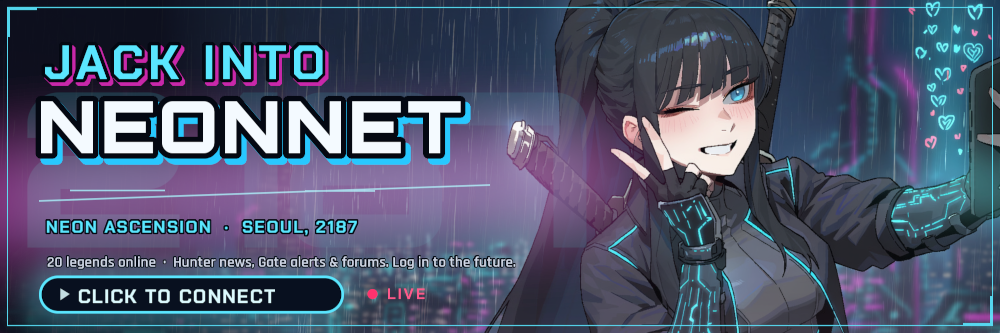 JACK INTO
NEONNET
NEON ASCENSION · SEOUL, 2187
20 legends online · Hunter news, Gate alerts & forums. Log in to the future.
▶ CLICK TO CONNECT
● LIVE